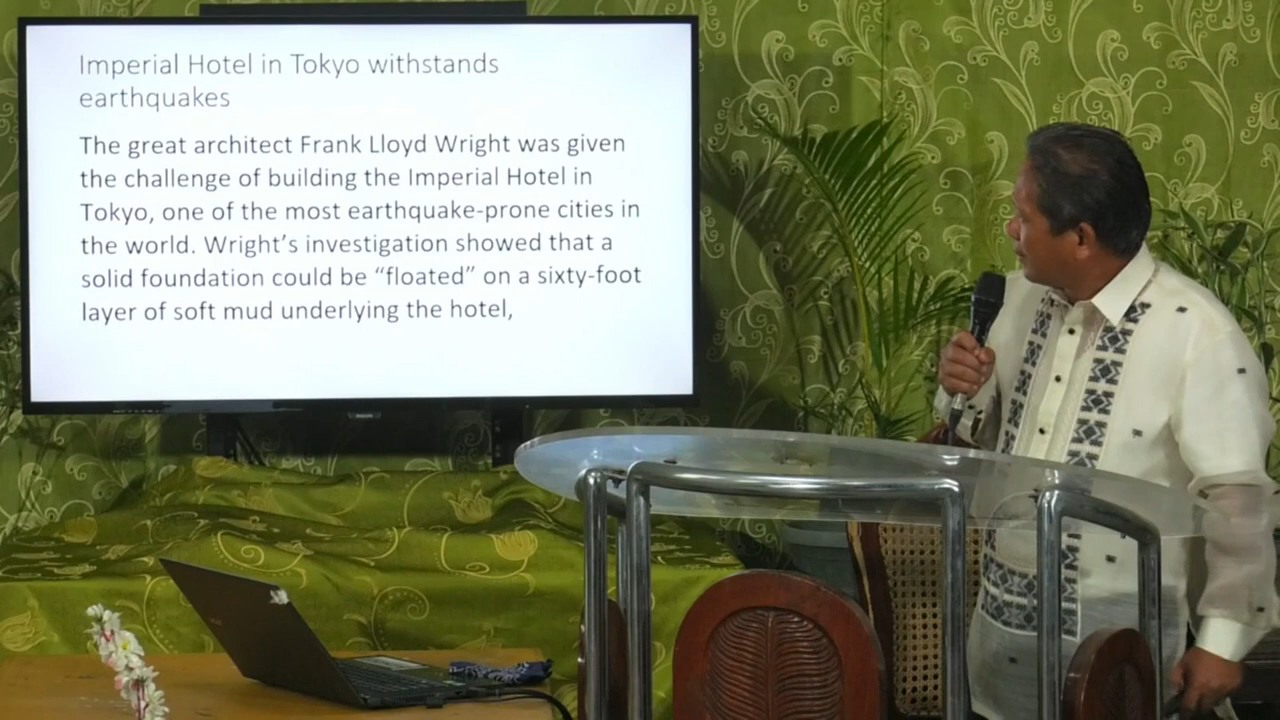 Imperial Hotel in Tokyo withstands
earthquakes
The great architect Frank Lloyd Wright was given
the challenge of building the Imperial Hotel in
Tokyo, one of the most earthquake-prone cities in
the world. Wright’s investigation showed that a
solid foundation could be “floated” on a sixty-foot
layer of soft mud underlying the hotel,